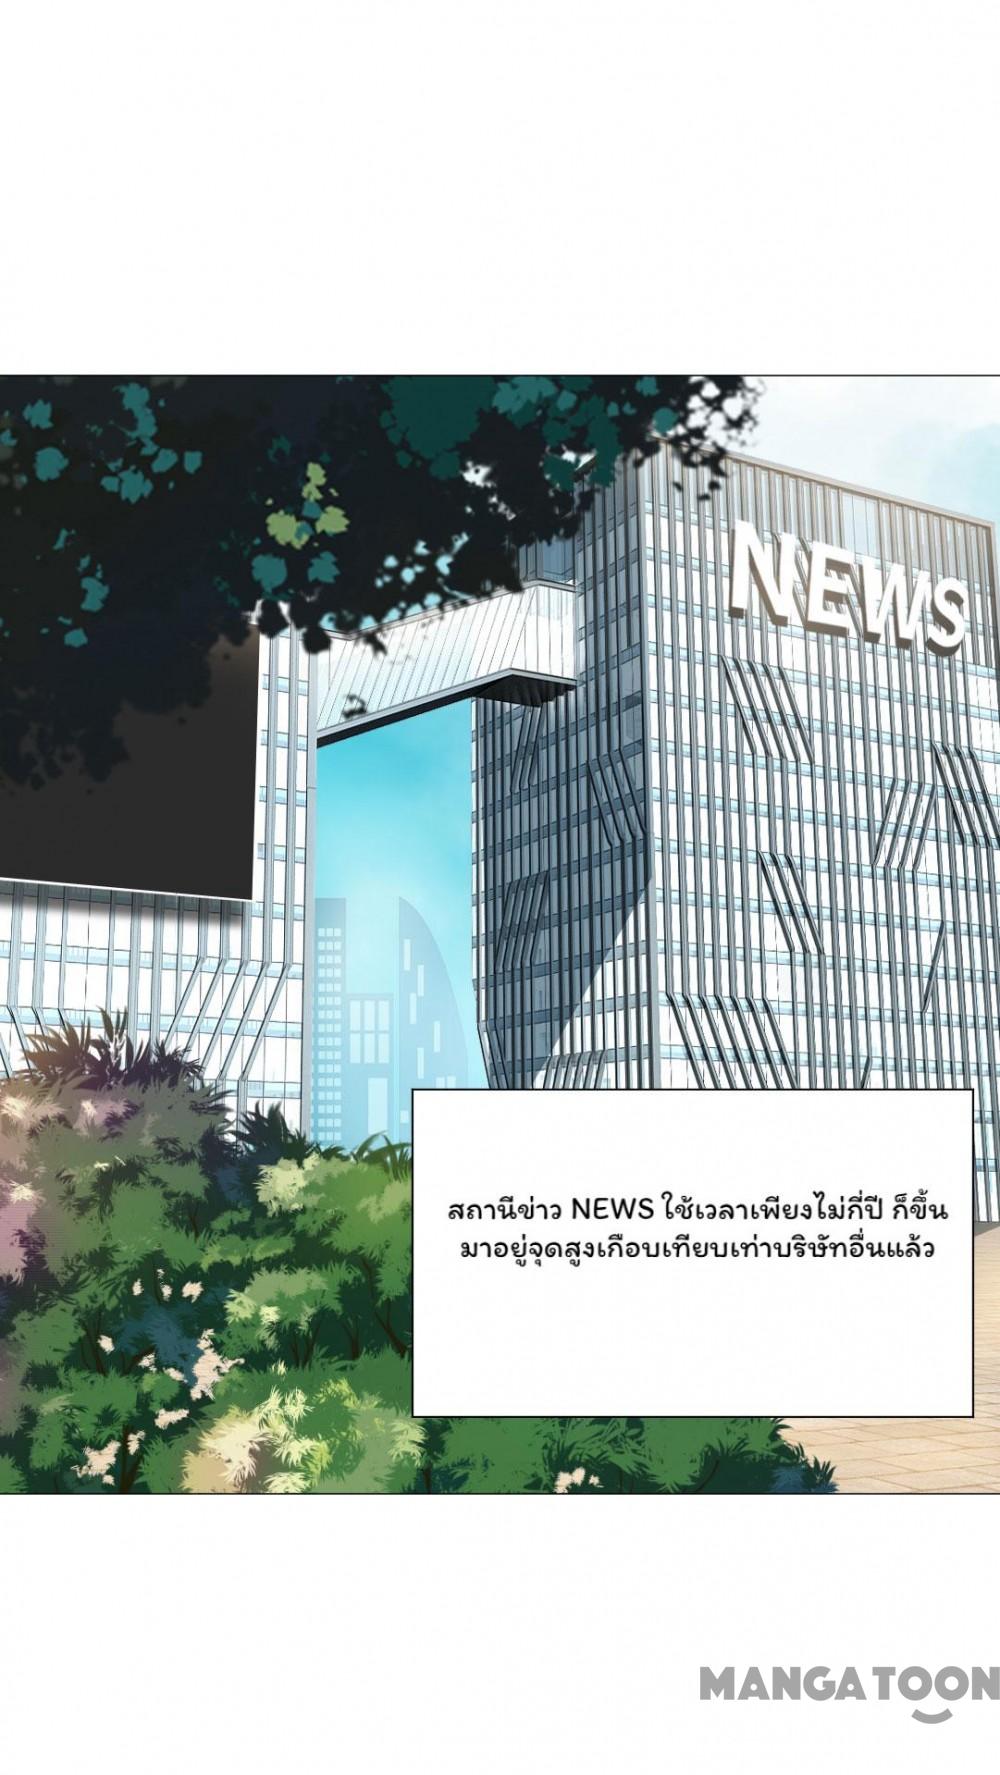 NEWS
สถานีข่าว NEWS ใช้เวลาเพียงไม่กี่ปี ก็ขึ้น
มาอยู่จุดสูงเกือบเทียบเท่าบริษัทอื่นแล้ว
MANGATOON